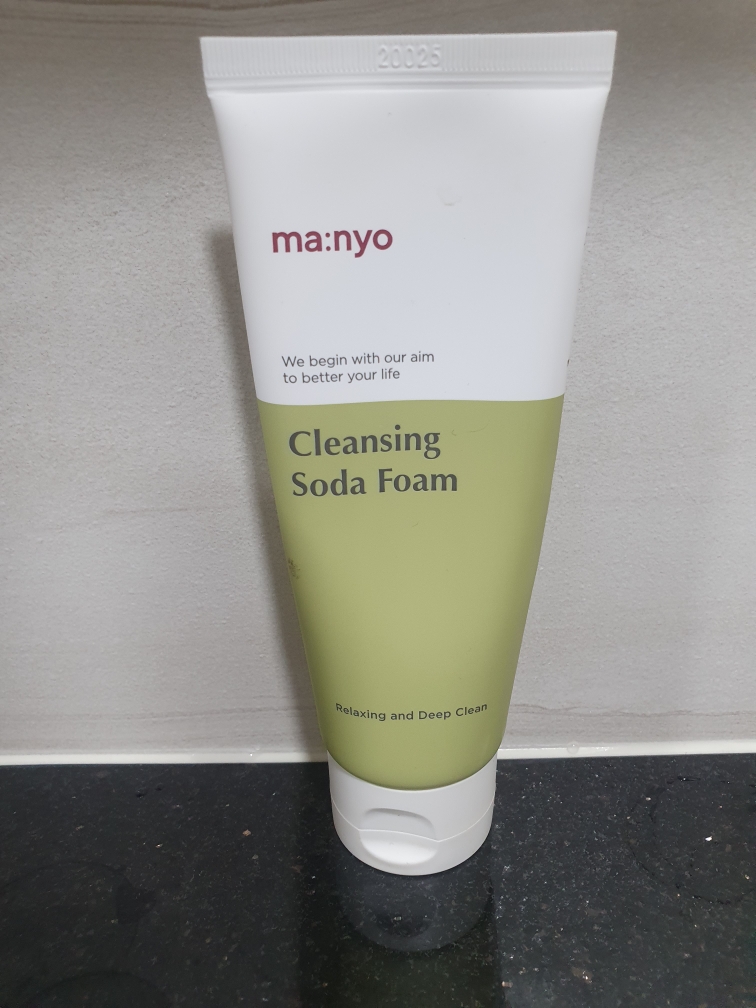 20025
ma:nyo
We begin with our aim
to better your life
Cleansing
Soda Foam
Relaxing and Deep Clean